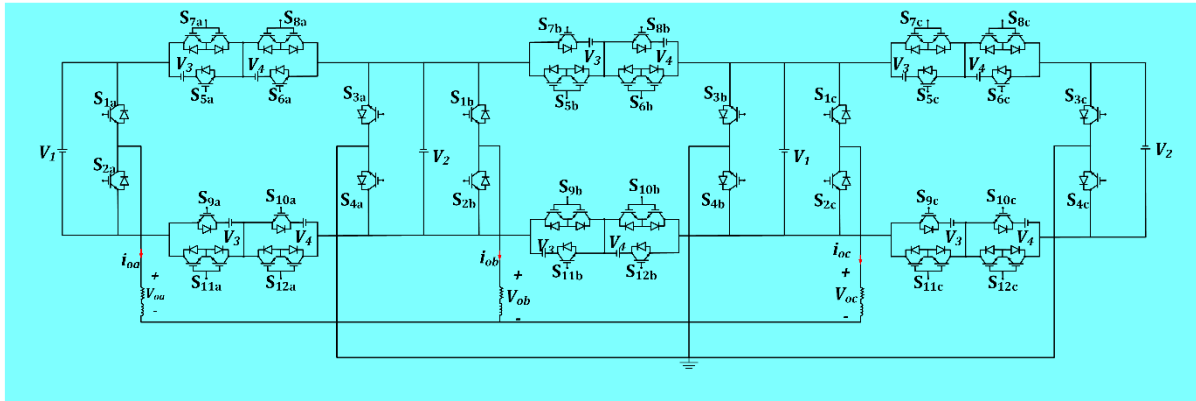 S7a S8a S7b S8b S7c S8c
V3 V4 V3 V4 V3 V4
S5a S6a S5b S6b S5c S6c
S1a S3a S1b S3b S1c S3c
V1 V2 V1 V2
S2a S4a S2b S4b S2c S4c
S9a S10a S9b S10b S9c S10c
V3 V4 V3 V4 V3 V4
S11a S12a S11b S12b S11c S12c
ioa + iob + ioc +
Voa Vob Voc
- - -